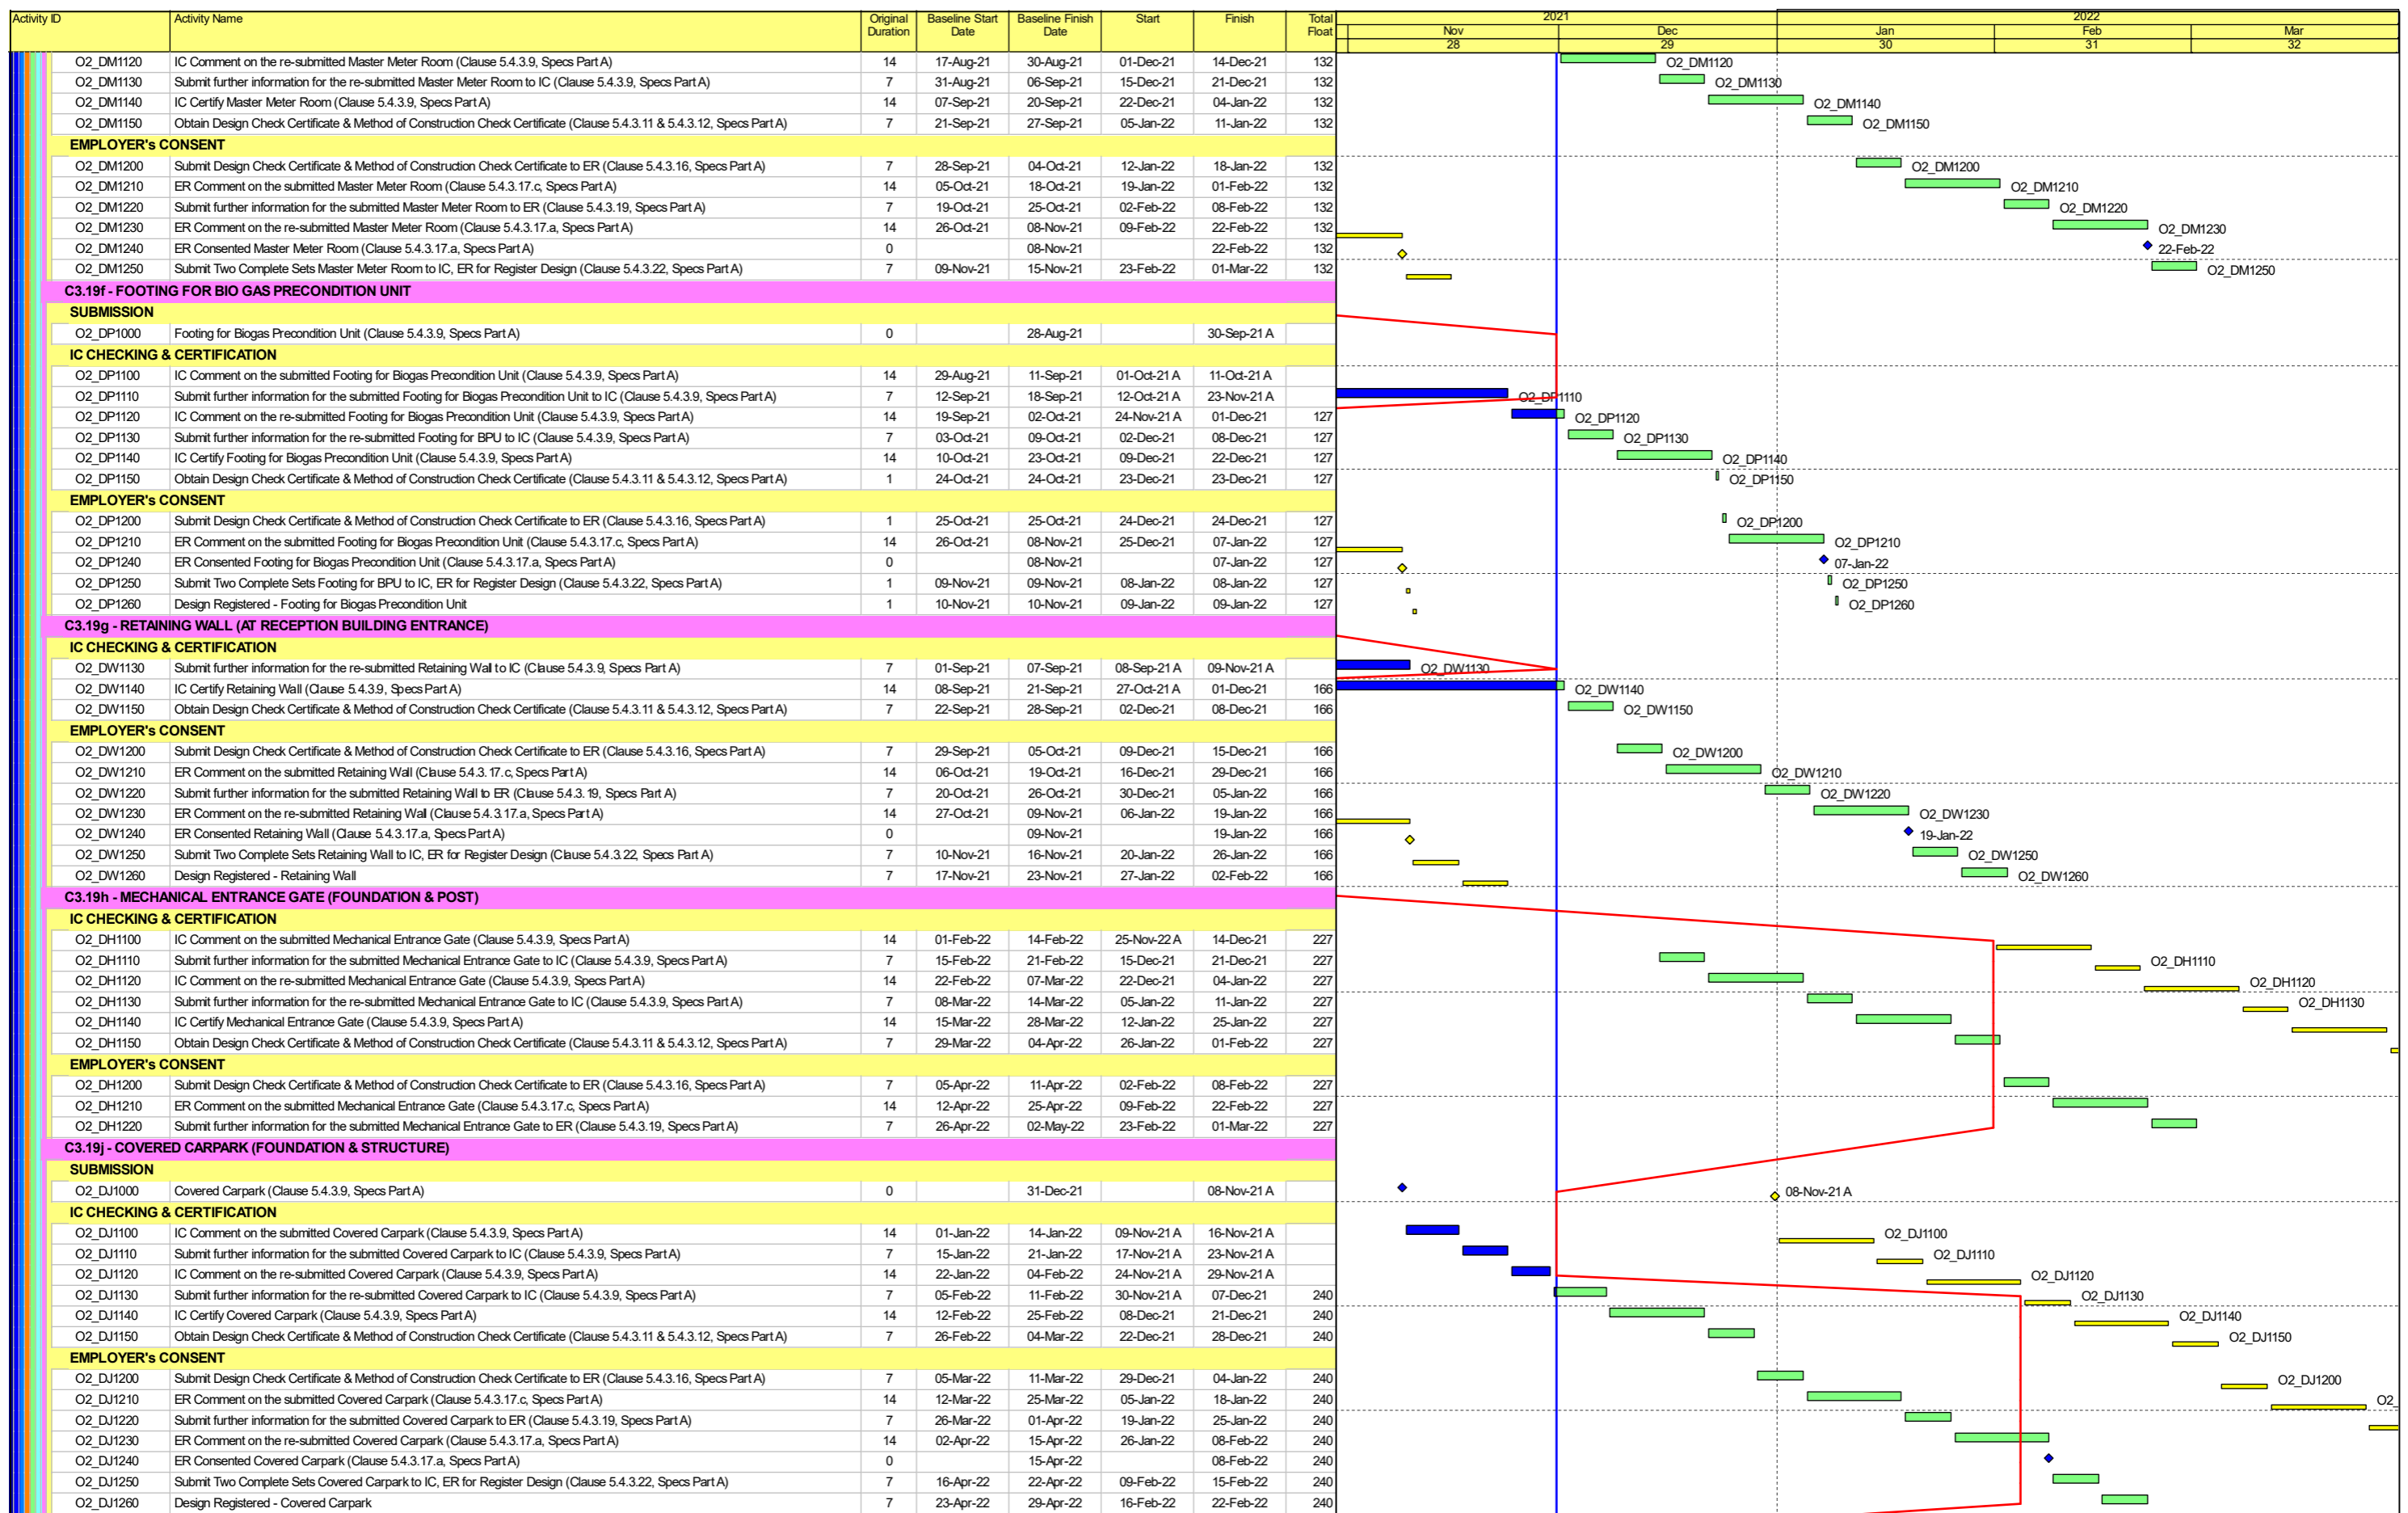 Activity ID Activity Name Original Duration Baseline Start Date Baseline Finish Date Start Finish Total Float 2021 2022
Nov Dec Jan Feb Mar
28 29 30 31 32
O2_DM1120 IC Comment on the re-submitted Master Meter Room (Clause 5.4.3.9, Specs Part A) 14 17-Aug-21 30-Aug-21 01-Dec-21 14-Dec-21 132 O2_DM1120
O2_DM1130 Submit further information for the re-submitted Master Meter Room to IC (Clause 5.4.3.9, Specs Part A) 7 31-Aug-21 06-Sep-21 15-Dec-21 21-Dec-21 132 O2_DM1130
O2_DM1140 IC Certify Master Meter Room (Clause 5.4.3.9, Specs Part A) 14 07-Sep-21 20-Sep-21 22-Dec-21 04-Jan-22 132 O2_DM1140
O2_DM1150 Obtain Design Check Certificate & Method of Construction Check Certificate (Clause 5.4.3.11 & 5.4.3.12, Specs Part A) 7 21-Sep-21 27-Sep-21 05-Jan-22 11-Jan-22 132 O2_DM1150
EMPLOYER's CONSENT
O2_DM1200 Submit Design Check Certificate & Method of Construction Check Certificate to ER (Clause 5.4.3.16, Specs Part A) 7 28-Sep-21 04-Oct-21 12-Jan-22 18-Jan-22 132 O2_DM1200
O2_DM1210 ER Comment on the submitted Master Meter Room (Clause 5.4.3.17.c, Specs Part A) 14 05-Oct-21 18-Oct-21 19-Jan-22 01-Feb-22 132 O2_DM1210
O2_DM1220 Submit further information for the submitted Master Meter Room to ER (Clause 5.4.3.19, Specs Part A) 7 19-Oct-21 25-Oct-21 02-Feb-22 08-Feb-22 132 O2_DM1220
O2_DM1230 ER Comment on the re-submitted Master Meter Room (Clause 5.4.3.17.a, Specs Part A) 14 26-Oct-21 08-Nov-21 09-Feb-22 22-Feb-22 132 O2_DM1230
O2_DM1240 ER Consented Master Meter Room (Clause 5.4.3.17.a, Specs Part A) 0 08-Nov-21 22-Feb-22 132 22-Feb-22
O2_DM1250 Submit Two Complete Sets Master Meter Room to IC, ER for Register Design (Clause 5.4.3.22, Specs Part A) 7 09-Nov-21 15-Nov-21 23-Feb-22 01-Mar-22 132 O2_DM1250
C3.19f - FOOTING FOR BIO GAS PRECONDITION UNIT
SUBMISSION
O2_DP1000 Footing for Biogas Precondition Unit (Clause 5.4.3.9, Specs Part A) 0 28-Aug-21 30-Sep-21 A
IC CHECKING & CERTIFICATION
O2_DP1100 IC Comment on the submitted Footing for Biogas Precondition Unit (Clause 5.4.3.9, Specs Part A) 14 29-Aug-21 11-Sep-21 01-Oct-21 A 11-Oct-21 A
O2_DP1110 Submit further information for the submitted Footing for Biogas Precondition Unit to IC (Clause 5.4.3.9, Specs Part A) 7 12-Sep-21 18-Sep-21 12-Oct-21 A 23-Nov-21 A O2_DP1110
O2_DP1120 IC Comment on the re-submitted Footing for Biogas Precondition Unit (Clause 5.4.3.9, Specs Part A) 14 19-Sep-21 02-Oct-21 24-Nov-21 A 01-Dec-21 127 O2_DP1120
O2_DP1130 Submit further information for the re-submitted Footing for BPU to IC (Clause 5.4.3.9, Specs Part A) 7 03-Oct-21 09-Oct-21 02-Dec-21 08-Dec-21 127 O2_DP1130
O2_DP1140 IC Certify Footing for Biogas Precondition Unit (Clause 5.4.3.9, Specs Part A) 14 10-Oct-21 23-Oct-21 09-Dec-21 22-Dec-21 127 O2_DP1140
O2_DP1150 Obtain Design Check Certificate & Method of Construction Check Certificate (Clause 5.4.3.11 & 5.4.3.12, Specs Part A) 1 24-Oct-21 24-Oct-21 23-Dec-21 23-Dec-21 127 O2_DP1150
EMPLOYER's CONSENT
O2_DP1200 Submit Design Check Certificate & Method of Construction Check Certificate to ER (Clause 5.4.3.16, Specs Part A) 1 25-Oct-21 25-Oct-21 24-Dec-21 24-Dec-21 127 O2_DP1200
O2_DP1210 ER Comment on the submitted Footing for Biogas Precondition Unit (Clause 5.4.3.17.c, Specs Part A) 14 26-Oct-21 08-Nov-21 25-Dec-21 07-Jan-22 127 O2_DP1210
O2_DP1240 ER Consented Footing for Biogas Precondition Unit (Clause 5.4.3.17.a, Specs Part A) 0 08-Nov-21 07-Jan-22 127 07-Jan-22
O2_DP1250 Submit Two Complete Sets Footing for BPU to IC, ER for Register Design (Clause 5.4.3.22, Specs Part A) 1 09-Nov-21 09-Nov-21 08-Jan-22 08-Jan-22 127 O2_DP1250
O2_DP1260 Design Registered - Footing for Biogas Precondition Unit 1 10-Nov-21 10-Nov-21 09-Jan-22 09-Jan-22 127 O2_DP1260
C3.19g - RETAINING WALL (AT RECEPTION BUILDING ENTRANCE)
IC CHECKING & CERTIFICATION
O2_DW1130 Submit further information for the re-submitted Retaining Wall to IC (Clause 5.4.3.9, Specs Part A) 7 01-Sep-21 07-Sep-21 08-Sep-21 A 09-Nov-21 A O2_DW1130
O2_DW1140 IC Certify Retaining Wall (Clause 5.4.3.9, Specs Part A) 14 08-Sep-21 21-Sep-21 27-Oct-21 A 01-Dec-21 166 O2_DW1140
O2_DW1150 Obtain Design Check Certificate & Method of Construction Check Certificate (Clause 5.4.3.11 & 5.4.3.12, Specs Part A) 7 22-Sep-21 28-Sep-21 02-Dec-21 08-Dec-21 166 O2_DW1150
EMPLOYER's CONSENT
O2_DW1200 Submit Design Check Certificate & Method of Construction Check Certificate to ER (Clause 5.4.3.16, Specs Part A) 7 29-Sep-21 05-Oct-21 09-Dec-21 15-Dec-21 166 O2_DW1200
O2_DW1210 ER Comment on the submitted Retaining Wall (Clause 5.4.3.17.c, Specs Part A) 14 06-Oct-21 19-Oct-21 16-Dec-21 29-Dec-21 166 O2_DW1210
O2_DW1220 Submit further information for the submitted Retaining Wall to ER (Clause 5.4.3.19, Specs Part A) 7 20-Oct-21 26-Oct-21 30-Dec-21 05-Jan-22 166 O2_DW1220
O2_DW1230 ER Comment on the re-submitted Retaining Wall (Clause 5.4.3.17.a, Specs Part A) 14 27-Oct-21 09-Nov-21 06-Jan-22 19-Jan-22 166 O2_DW1230
O2_DW1240 ER Consented Retaining Wall (Clause 5.4.3.17.a, Specs Part A) 0 09-Nov-21 19-Jan-22 166 19-Jan-22
O2_DW1250 Submit Two Complete Sets Retaining Wall to IC, ER for Register Design (Clause 5.4.3.22, Specs Part A) 7 10-Nov-21 16-Nov-21 20-Jan-22 26-Jan-22 166 O2_DW1250
O2_DW1260 Design Registered - Retaining Wall 7 17-Nov-21 23-Nov-21 27-Jan-22 02-Feb-22 166 O2_DW1260
C3.19h - MECHANICAL ENTRANCE GATE (FOUNDATION & POST)
IC CHECKING & CERTIFICATION
O2_DH1100 IC Comment on the submitted Mechanical Entrance Gate (Clause 5.4.3.9, Specs Part A) 14 01-Feb-22 14-Feb-22 25-Nov-22 A 14-Dec-21 227
O2_DH1110 Submit further information for the submitted Mechanical Entrance Gate to IC (Clause 5.4.3.9, Specs Part A) 7 15-Feb-22 21-Feb-22 15-Dec-21 21-Dec-21 227 O2_DH1110
O2_DH1120 IC Comment on the re-submitted Mechanical Entrance Gate (Clause 5.4.3.9, Specs Part A) 14 22-Feb-22 07-Mar-22 22-Dec-21 04-Jan-22 227 O2_DH1120
O2_DH1130 Submit further information for the re-submitted Mechanical Entrance Gate to IC (Clause 5.4.3.9, Specs Part A) 7 08-Mar-22 14-Mar-22 05-Jan-22 11-Jan-22 227 O2_DH1130
O2_DH1140 IC Certify Mechanical Entrance Gate (Clause 5.4.3.9, Specs Part A) 14 15-Mar-22 28-Mar-22 12-Jan-22 25-Jan-22 227
O2_DH1150 Obtain Design Check Certificate & Method of Construction Check Certificate (Clause 5.4.3.11 & 5.4.3.12, Specs Part A) 7 29-Mar-22 04-Apr-22 26-Jan-22 01-Feb-22 227
EMPLOYER's CONSENT
O2_DH1200 Submit Design Check Certificate & Method of Construction Check Certificate to ER (Clause 5.4.3.16, Specs Part A) 7 05-Apr-22 11-Apr-22 02-Feb-22 08-Feb-22 227
O2_DH1210 ER Comment on the submitted Mechanical Entrance Gate (Clause 5.4.3.17.c, Specs Part A) 14 12-Apr-22 25-Apr-22 09-Feb-22 22-Feb-22 227
O2_DH1220 Submit further information for the submitted Mechanical Entrance Gate to ER (Clause 5.4.3.19, Specs Part A) 7 26-Apr-22 02-May-22 23-Feb-22 01-Mar-22 227
C3.19j - COVERED CARPARK (FOUNDATION & STRUCTURE)
SUBMISSION
O2_DJ1000 Covered Carpark (Clause 5.4.3.9, Specs Part A) 0 31-Dec-21 08-Nov-21 A 08-Nov-21 A
IC CHECKING & CERTIFICATION
O2_DJ1100 IC Comment on the submitted Covered Carpark (Clause 5.4.3.9, Specs Part A) 14 01-Jan-22 14-Jan-22 09-Nov-21 A 16-Nov-21 A O2_DJ1100
O2_DJ1110 Submit further information for the submitted Covered Carpark to IC (Clause 5.4.3.9, Specs Part A) 7 15-Jan-22 21-Jan-22 17-Nov-21 A 23-Nov-21 A O2_DJ1110
O2_DJ1120 IC Comment on the re-submitted Covered Carpark (Clause 5.4.3.9, Specs Part A) 14 22-Jan-22 04-Feb-22 24-Nov-21 A 29-Nov-21 A O2_DJ1120
O2_DJ1130 Submit further information for the re-submitted Covered Carpark to IC (Clause 5.4.3.9, Specs Part A) 7 05-Feb-22 11-Feb-22 30-Nov-21 A 07-Dec-21 240 O2_DJ1130
O2_DJ1140 IC Certify Covered Carpark (Clause 5.4.3.9, Specs Part A) 14 12-Feb-22 25-Feb-22 08-Dec-21 21-Dec-21 240 O2_DJ1140
O2_DJ1150 Obtain Design Check Certificate & Method of Construction Check Certificate (Clause 5.4.3.11 & 5.4.3.12, Specs Part A) 7 26-Feb-22 04-Mar-22 22-Dec-21 28-Dec-21 240 O2_DJ1150
EMPLOYER's CONSENT
O2_DJ1200 Submit Design Check Certificate & Method of Construction Check Certificate to ER (Clause 5.4.3.16, Specs Part A) 7 05-Mar-22 11-Mar-22 29-Dec-21 04-Jan-22 240 O2_DJ1200
O2_DJ1210 ER Comment on the submitted Covered Carpark (Clause 5.4.3.17.c, Specs Part A) 14 12-Mar-22 25-Mar-22 05-Jan-22 18-Jan-22 240 O2_
O2_DJ1220 Submit further information for the submitted Covered Carpark to ER (Clause 5.4.3.19, Specs Part A) 7 26-Mar-22 01-Apr-22 19-Jan-22 25-Jan-22 240
O2_DJ1230 ER Comment on the re-submitted Covered Carpark (Clause 5.4.3.17.a, Specs Part A) 14 02-Apr-22 15-Apr-22 26-Jan-22 08-Feb-22 240
O2_DJ1240 ER Consented Covered Carpark (Clause 5.4.3.17.a, Specs Part A) 0 15-Apr-22 08-Feb-22 240
O2_DJ1250 Submit Two Complete Sets Covered Carpark to IC, ER for Register Design (Clause 5.4.3.22, Specs Part A) 7 16-Apr-22 22-Apr-22 09-Feb-22 15-Feb-22 240
O2_DJ1260 Design Registered - Covered Carpark 7 23-Apr-22 29-Apr-22 16-Feb-22 22-Feb-22 240